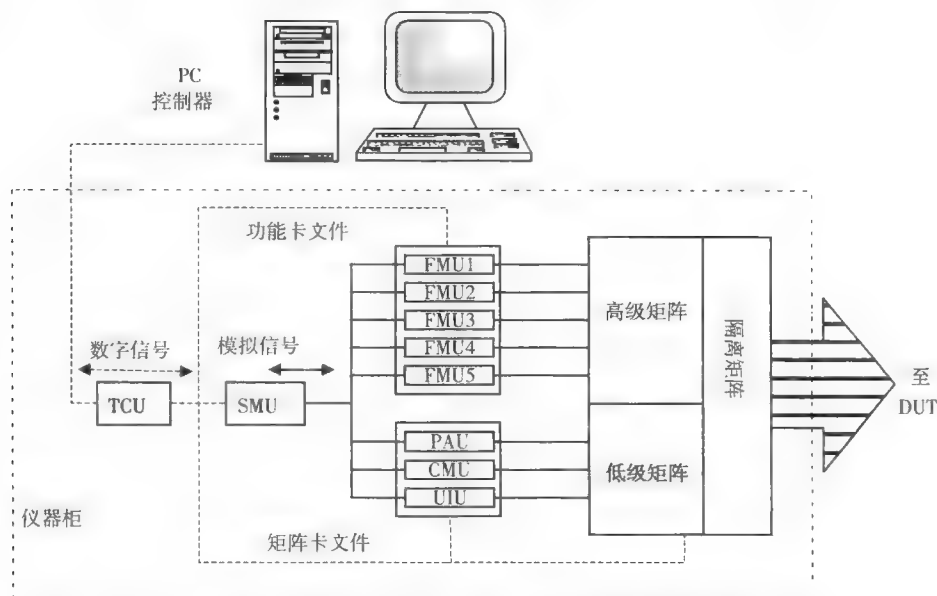 PC
控制器
功能卡文件
FMU1
FMU2
FMU3
FMU4
FMU5
高级矩阵
隔离矩阵
数字信号
模拟信号
TCU
SMU
至
DUT
PAU
CMU
UIU
低级矩阵
仪器柜
矩阵卡文件